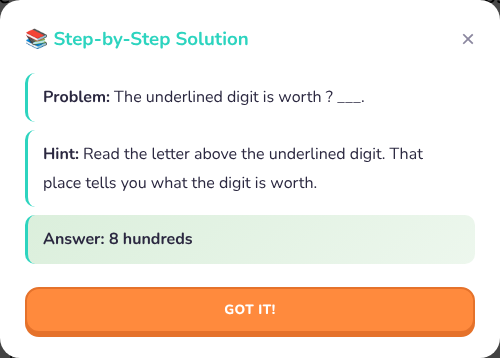 📚 Step-by-Step Solution ×
Problem: The underlined digit is worth ? ___.
Hint: Read the letter above the underlined digit. That
place tells you what the digit is worth.
Answer: 8 hundreds
GOT IT!